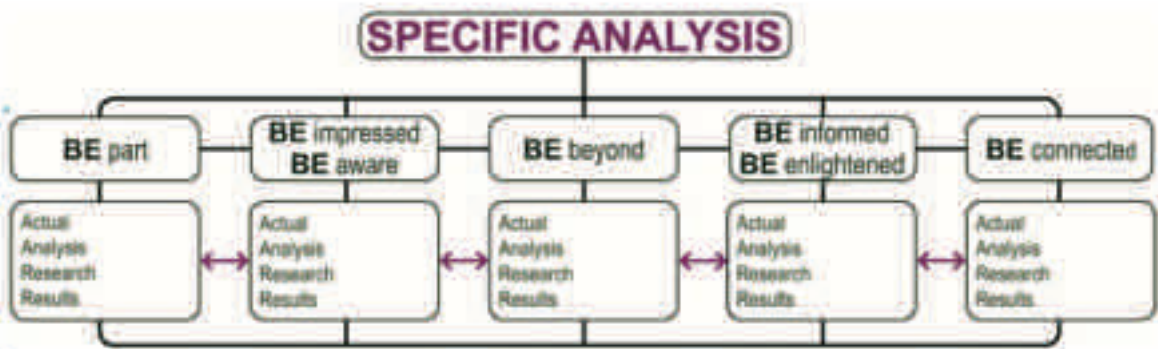 SPECIFIC ANALYSIS
BE part
BE impressed
BE aware
BE beyond
BE informed
BE enlightened
BE connected
Actual
Analysis
Research
Results
Actual
Analysis
Research
Results
Actual
Analysis
Research
Results
Actual
Analysis
Research
Results
Actual
Analysis
Research
Results